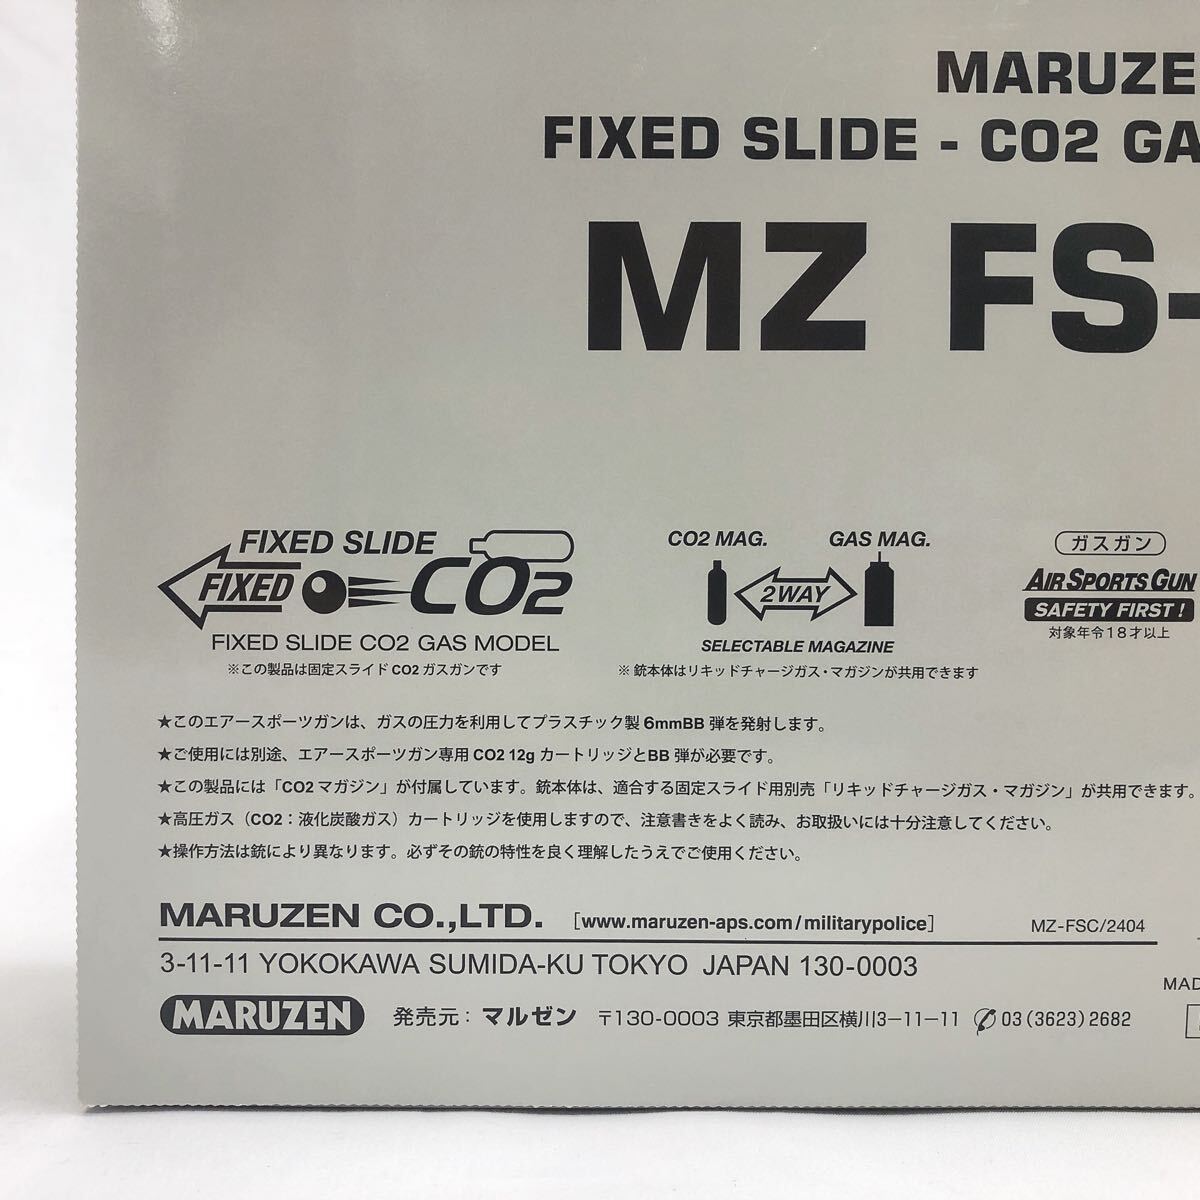 MARUZE
FIXED SLIDE - CO2 GA
MZ FS-
FIXED SLIDE
FIXED CO2
FIXED SLIDE CO2 GAS MODEL
※この製品は固定スライドCO2ガスガンです
CO2 MAG. GAS MAG.
2WAY
SELECTABLE MAGAZINE
※銃本体はリキッドチャージガス・マガジンが共用できます
ガスガン
AIR SPORTS GUN
SAFETY FIRST!
対象年令18才以上
★このエアースポーツガンは、ガスの圧力を利用してプラスチック製6mmBB弾を発射します。
★ご使用には別途、エアースポーツガン専用CO2 12gカートリッジとBB弾が必要です。
★この製品には「CO2マガジン」が付属しています。銃本体は、適合する固定スライド用別売「リキッドチャージガス・マガジン」が共用できます。
★高圧ガス(CO2:液化炭酸ガス)カートリッジを使用しますので、注意書きをよく読み、お取扱いには十分注意してください。
★操作方法は銃により異なります。必ずその銃の特性を良く理解したうえでご使用ください。
MARUZEN CO.,LTD. [www.maruzen-aps.com/militarypolice] MZ-FSC/2404
3-11-11 YOKOKAWA SUMIDA-KU TOKYO JAPAN 130-0003
MAD
MARUZEN 発売元:マルゼン 〒130-0003 東京都墨田区横川3-11-11 03(3623)2682